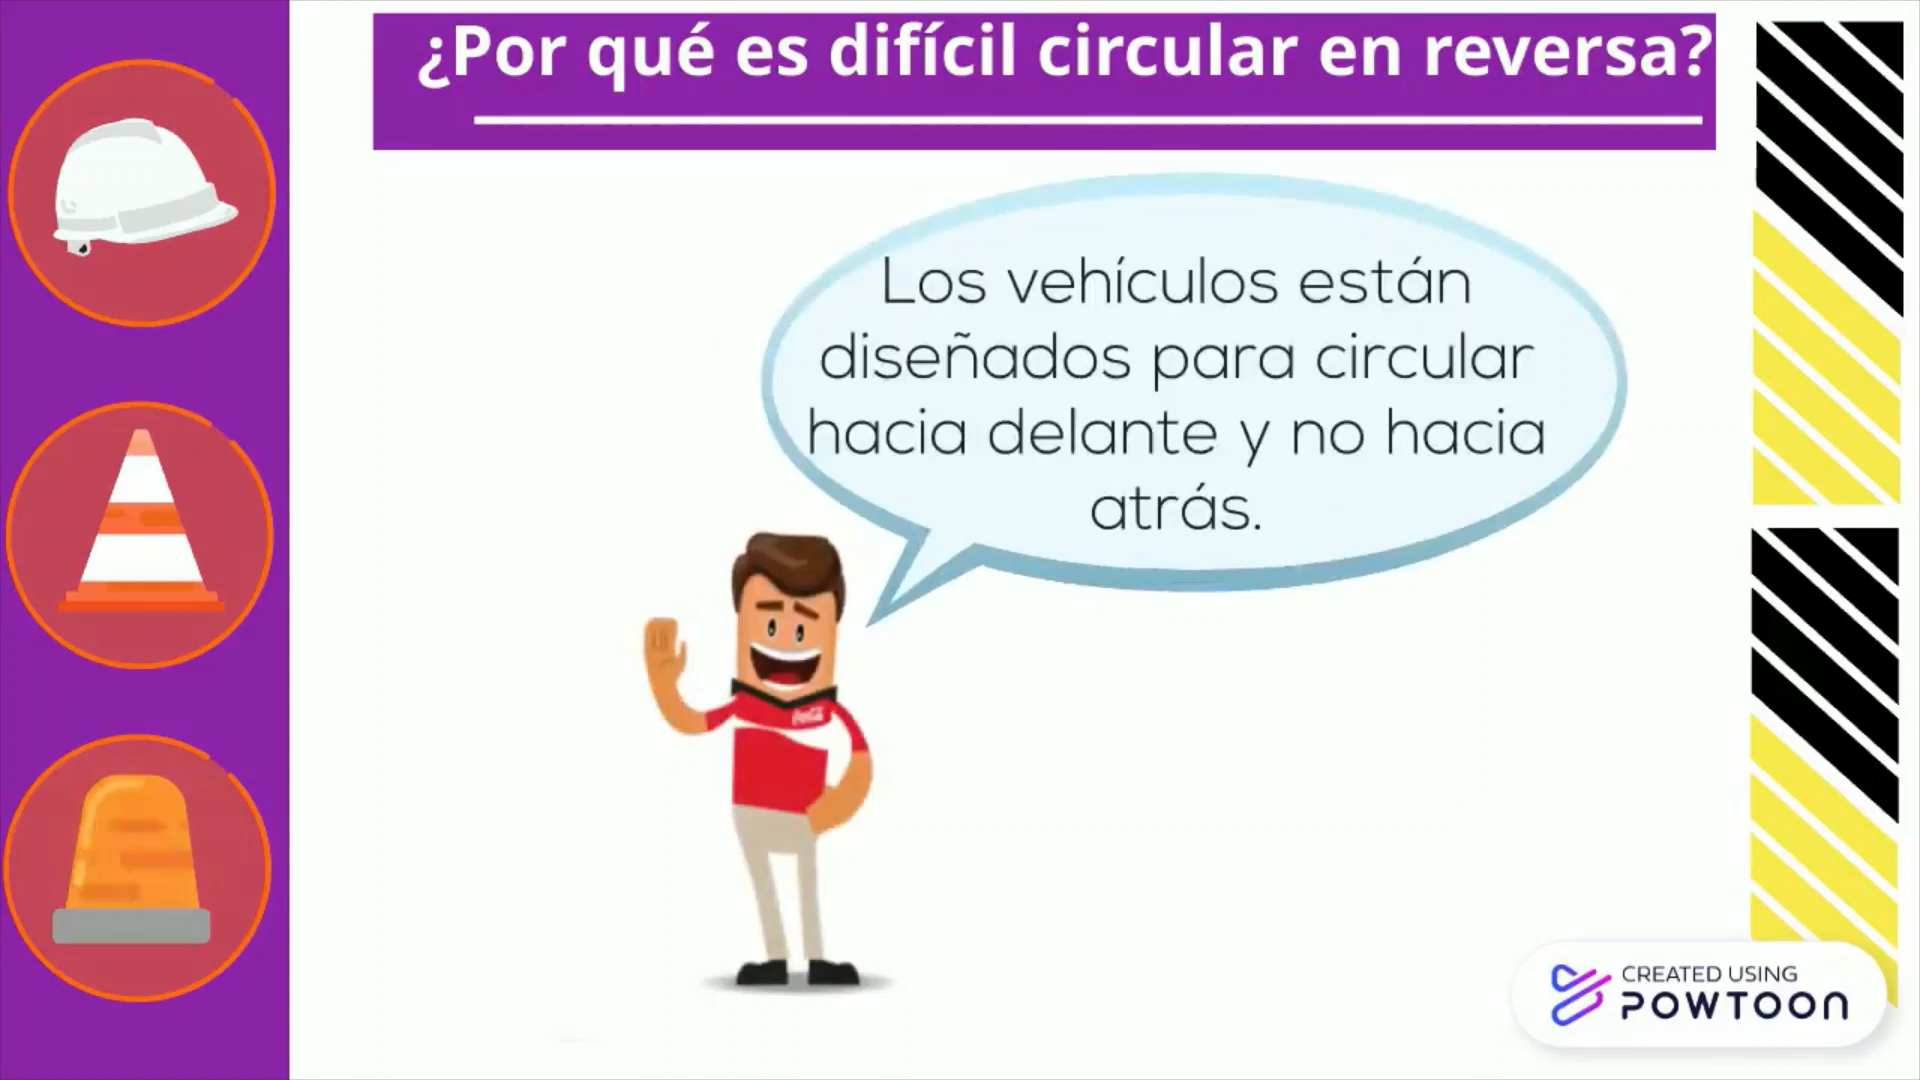 ¿Por qué es difícil circular en reversa?
Los vehículos están
diseñados para circular
hacia delante y no hacia
atrás.
CREATED USING
POWTOON